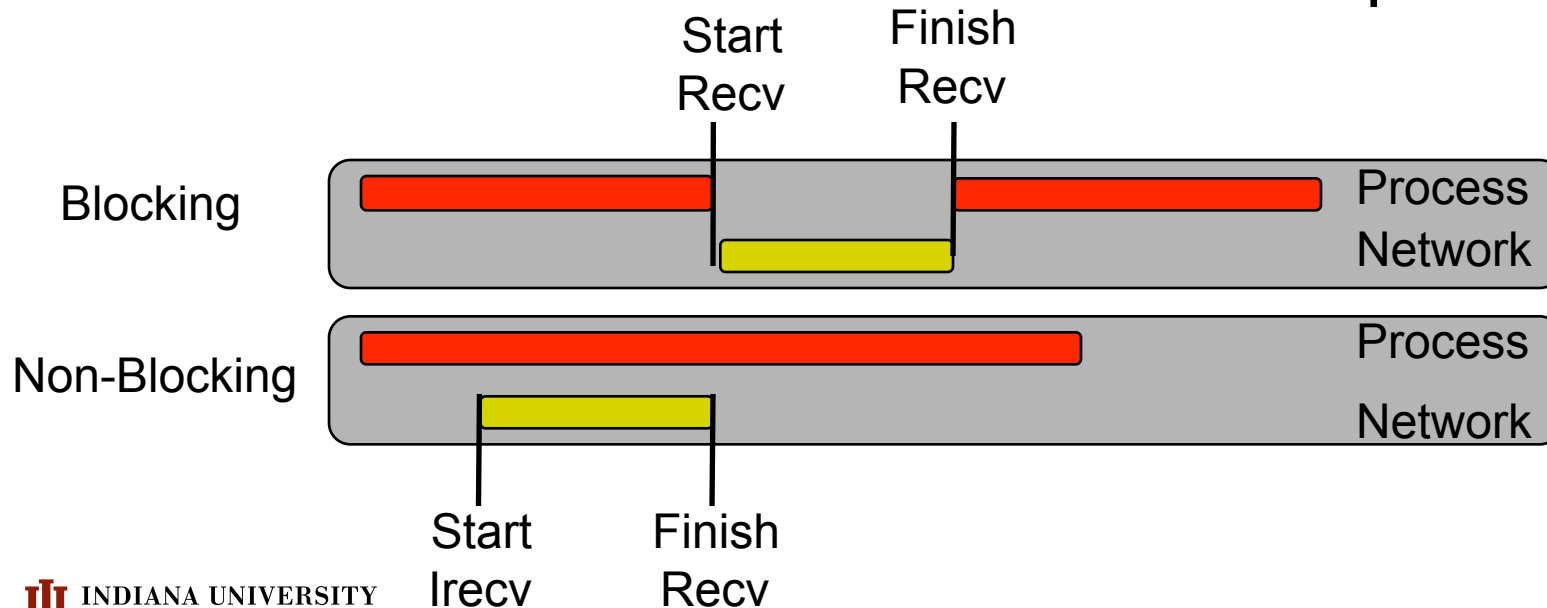 Start
Recv
Finish
Recv
Blocking
Process
Network
Non-Blocking
Process
Network
Start
Irecv
Finish
Recv
INDIANA UNIVERSITY